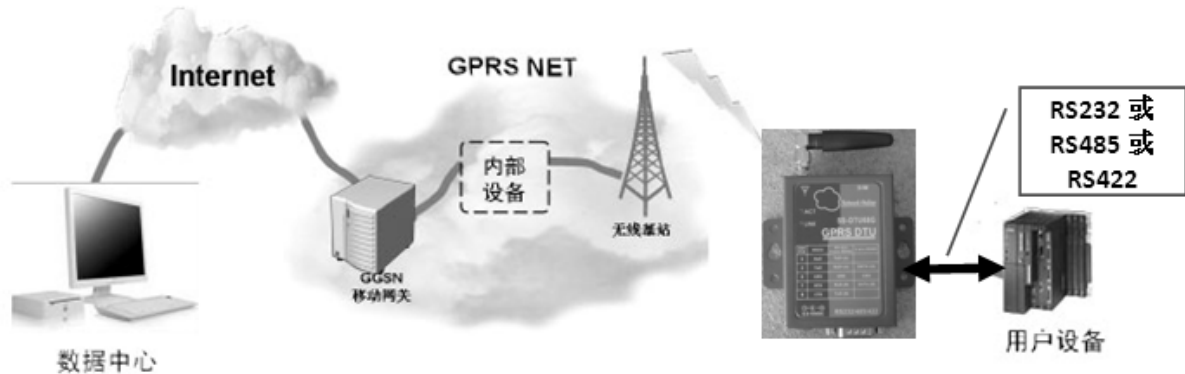 Internet
GPRS NET
内部
设备
无线基站
GGSN
移动网关
数据中心
GPRS DTU
RS232 或
RS485 或
RS422
用户设备